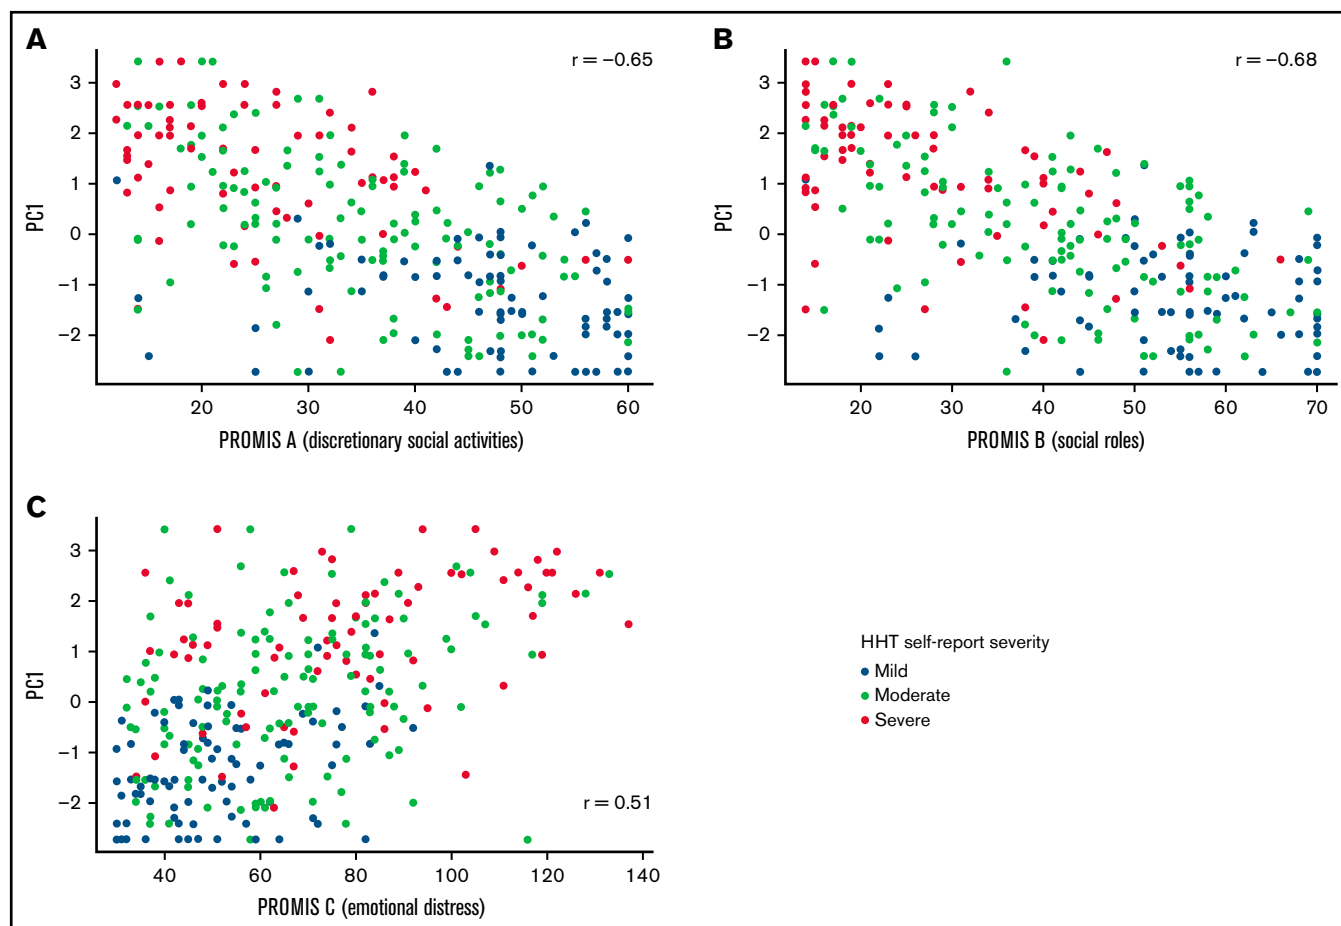 A
r = −0.65
PC1
3
2
1
0
−1
−2
20 30 40 50 60
PROMIS A (discretionary social activities)
B
r = −0.68
PC1
3
2
1
0
−1
−2
20 30 40 50 60 70
PROMIS B (social roles)
C
PC1
3
2
1
0
−1
−2
r = 0.51
40 60 80 100 120 140
PROMIS C (emotional distress)
HHT self-report severity
Mild
Moderate
Severe